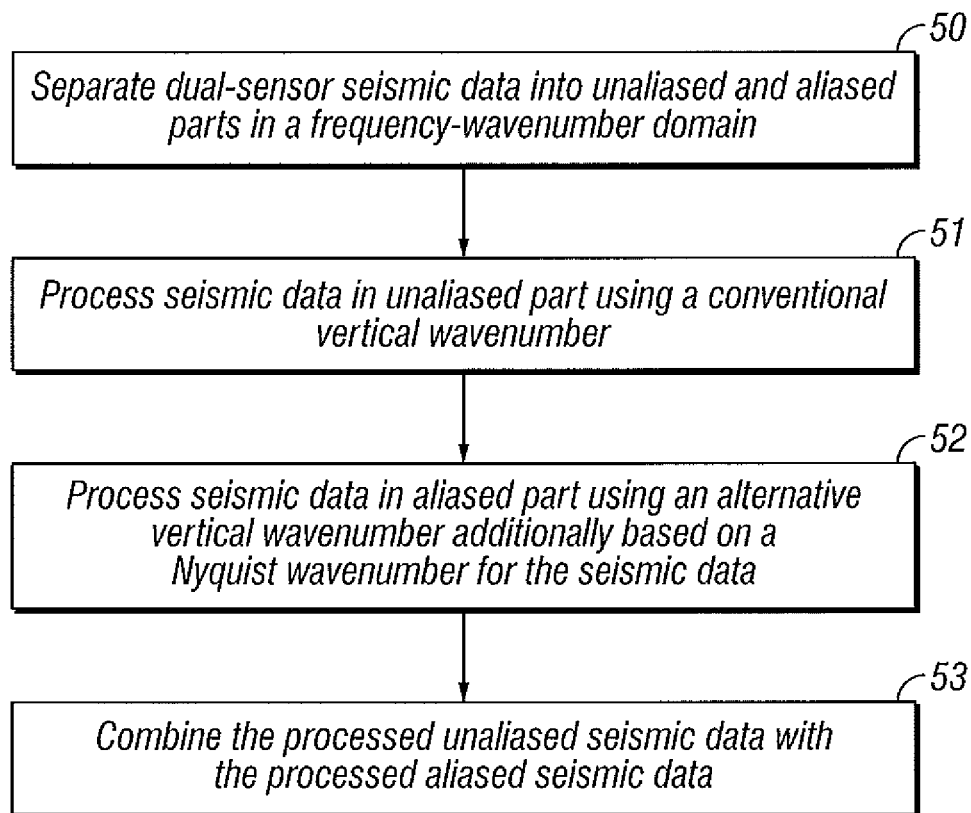 50
Separate dual-sensor seismic data into unaliased and aliased
parts in a frequency-wavenumber domain
51
Process seismic data in unaliased part using a conventional
vertical wavenumber
52
Process seismic data in aliased part using an alternative
vertical wavenumber additionally based on a
Nyquist wavenumber for the seismic data
53
Combine the processed unaliased seismic data with
the processed aliased seismic data